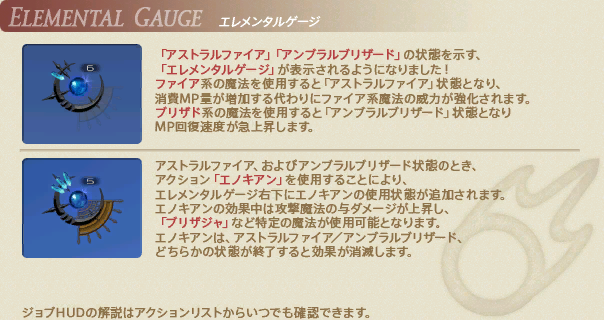 ELEMENTAL GAUGE エレメンタルゲージ
6
「アストラルファイア」「アンブラルブリザード」の状態を示す、
「エレメンタルゲージ」が表示されるようになりました！
ファイア系の魔法を使用すると「アストラルファイア」状態となり、
消費MP量が増加する代わりにファイア系魔法の威力が強化されます。
ブリザド系の魔法を使用すると「アンブラルブリザード」状態となり
MP回復速度が急上昇します。
5
アストラルファイア、およびアンブラルブリザード状態のとき、
アクション「エノキアン」を使用することにより、
エレメンタルゲージ右下にエノキアンの使用状態が追加されます。
エノキアンの効果中は攻撃魔法の与ダメージが上昇し、
「ブリザジャ」など特定の魔法が使用可能となります。
エノキアンは、アストラルファイア／アンブラルブリザード、
どちらかの状態が終了すると効果が消滅します。
ジョブHUDの解説はアクションリストからいつでも確認できます。